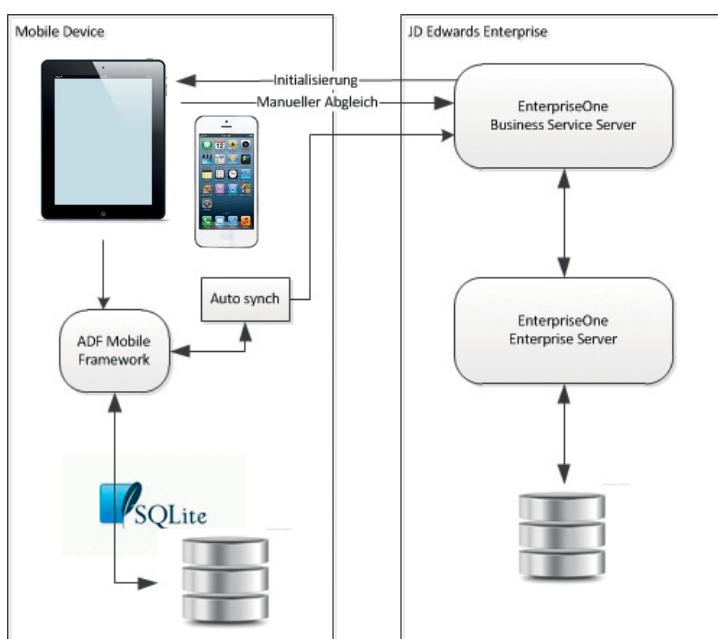 Mobile Device
JD Edwards Enterprise
Initialisierung
Manueller Abgleich
EnterpriseOne
Business Service Server
Auto synch
ADF Mobile
Framework
EnterpriseOne
Enterprise Server
SQLite